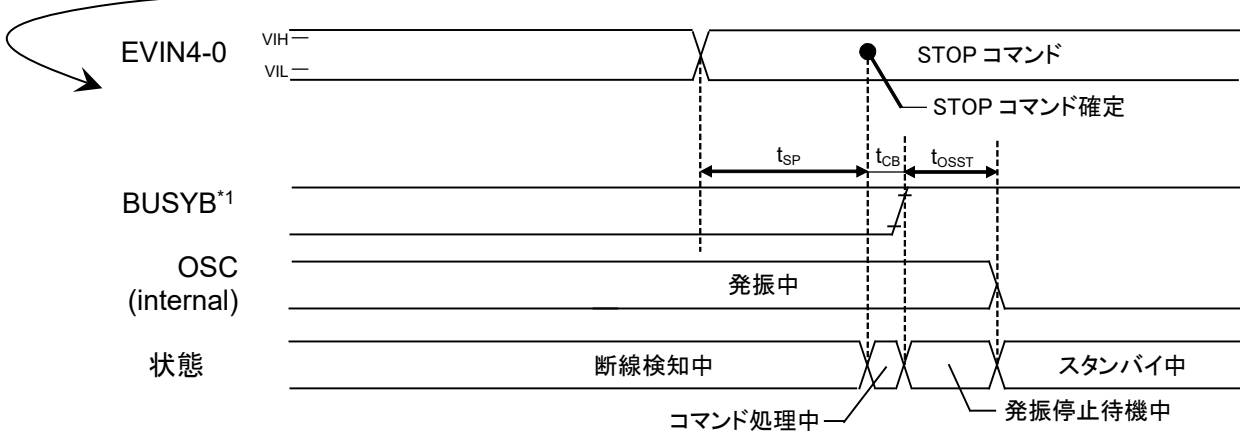 EVIN4-0
VIH
VIL
STOP コマンド
STOP コマンド確定
tSP
tCB
tOSST
BUSYB*1
OSC
(internal)
発振中
状態
断線検知中
スタンバイ中
コマンド処理中
発振停止待機中